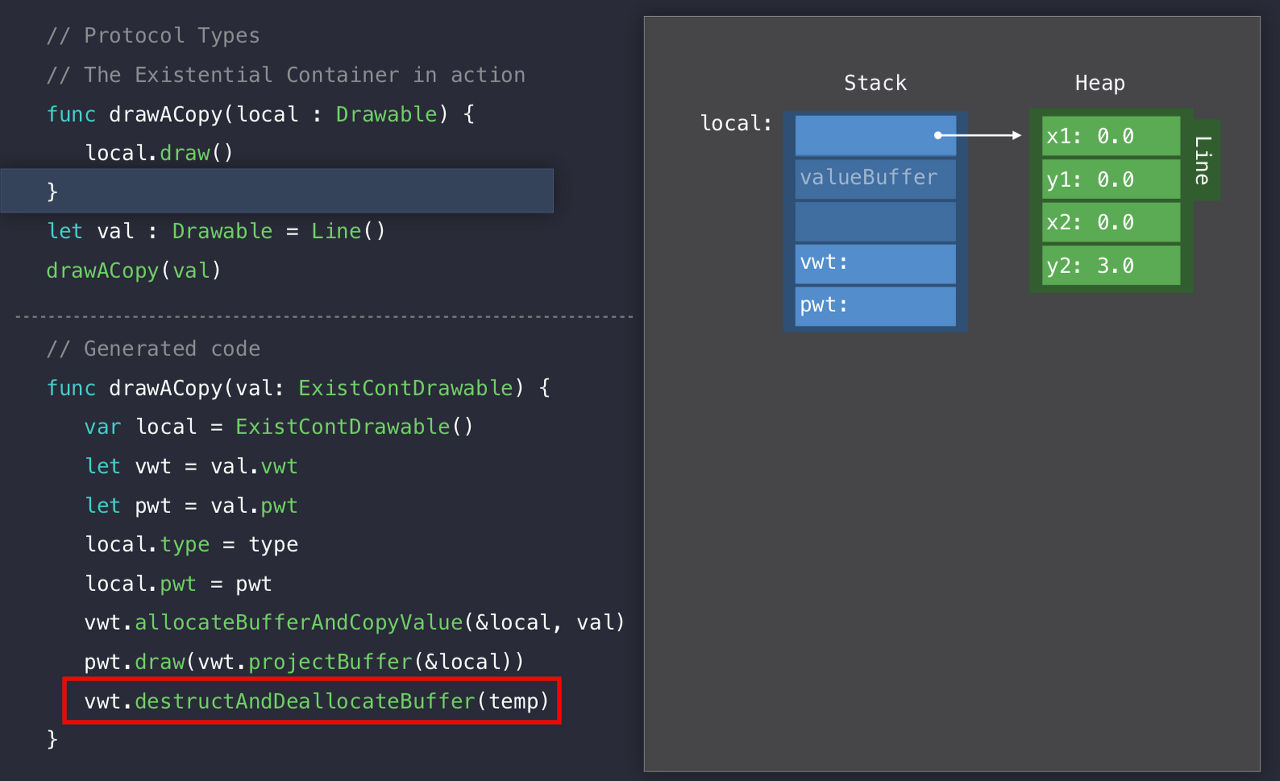 // Protocol Types
// The Existential Container in action
func drawACopy(local : Drawable) {
local.draw()
}
let val : Drawable = Line()
drawACopy(val)
// Generated code
func drawACopy(val: ExistContDrawable) {
var local = ExistContDrawable()
let vwt = val.vwt
let pwt = val.pwt
local.type = type
local.pwt = pwt
vwt.allocateBufferAndCopyValue(&local, val)
pwt.draw(vwt.projectBuffer(&local))
vwt.destructAndDeallocateBuffer(temp)
}
Stack
Heap
local:
valueBuffer
vwt:
pwt:
x1: 0.0
y1: 0.0
x2: 0.0
y2: 3.0
Line